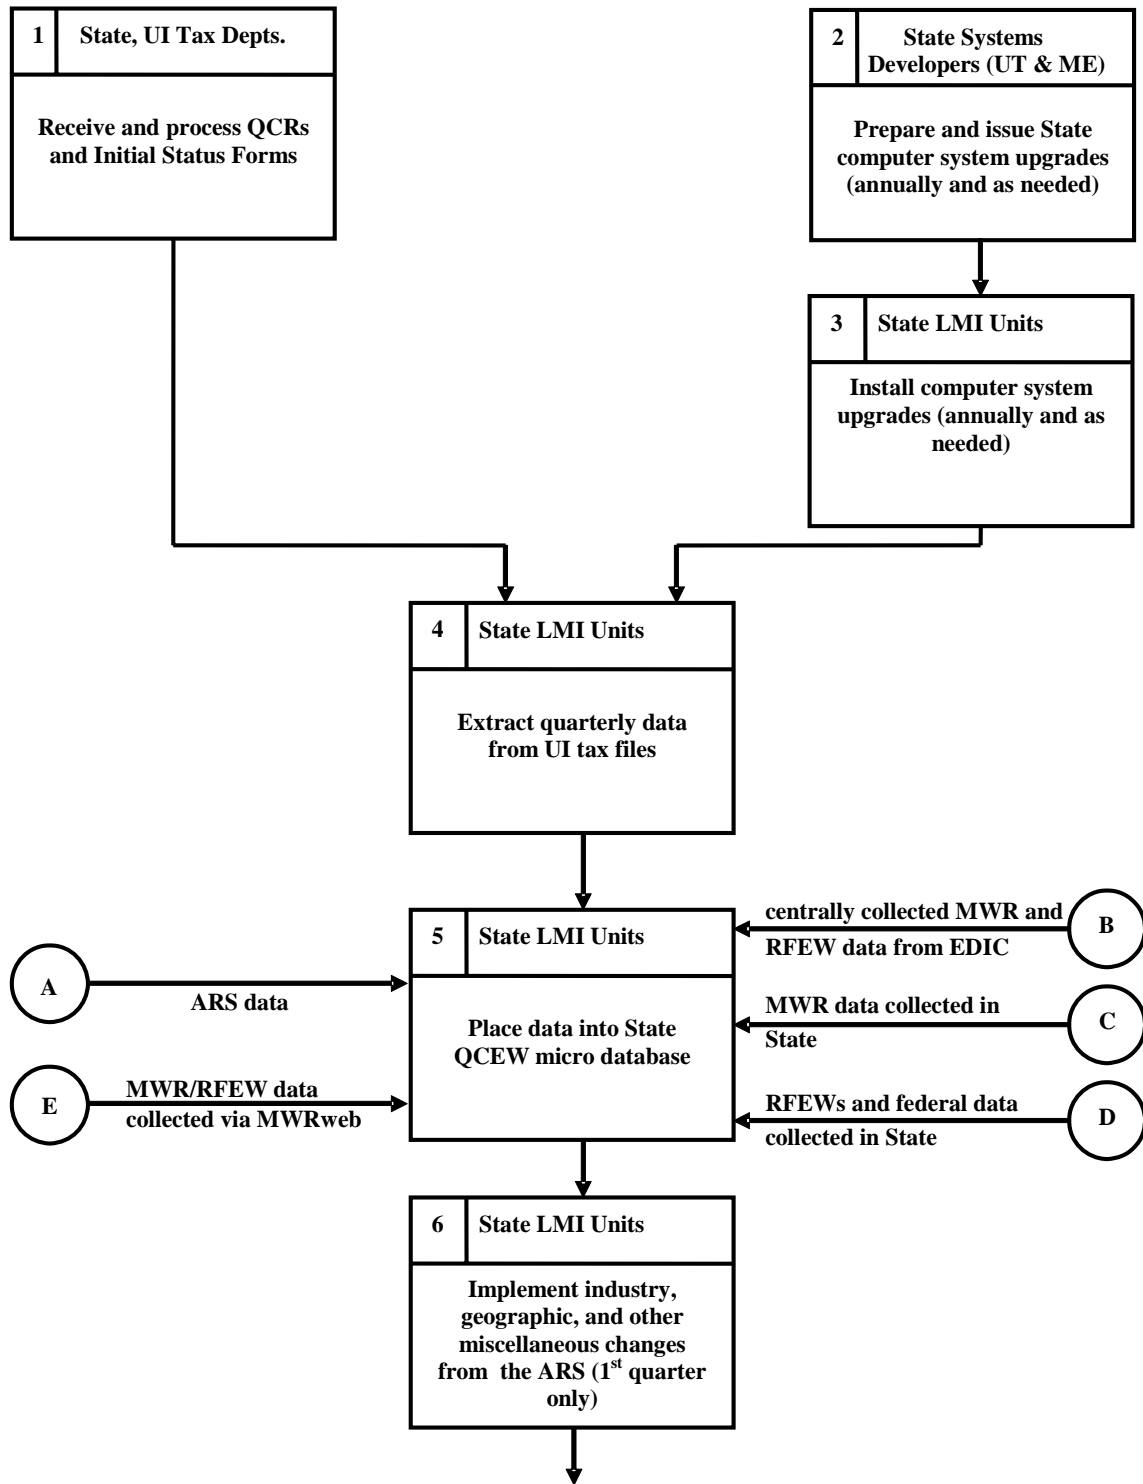 1 State, UI Tax Depts.
Receive and process QCRs
and Initial Status Forms
2 State Systems
Developers (UT & ME)
Prepare and issue State
computer system upgrades
(annually and as needed)
3 State LMI Units
Install computer system
upgrades (annually and as
needed)
4 State LMI Units
Extract quarterly data
from UI tax files
5 State LMI Units
Place data into State
QCEW micro database
A
ARS data
E
MWR/RFEW data
collected via MWRweb
centrally collected MWR and
RFEW data from EDIC
B
MWR data collected in
State
C
RFEWs and federal data
collected in State
D
6 State LMI Units
Implement industry,
geographic, and other
miscellaneous changes
from the ARS (1st quarter
only)